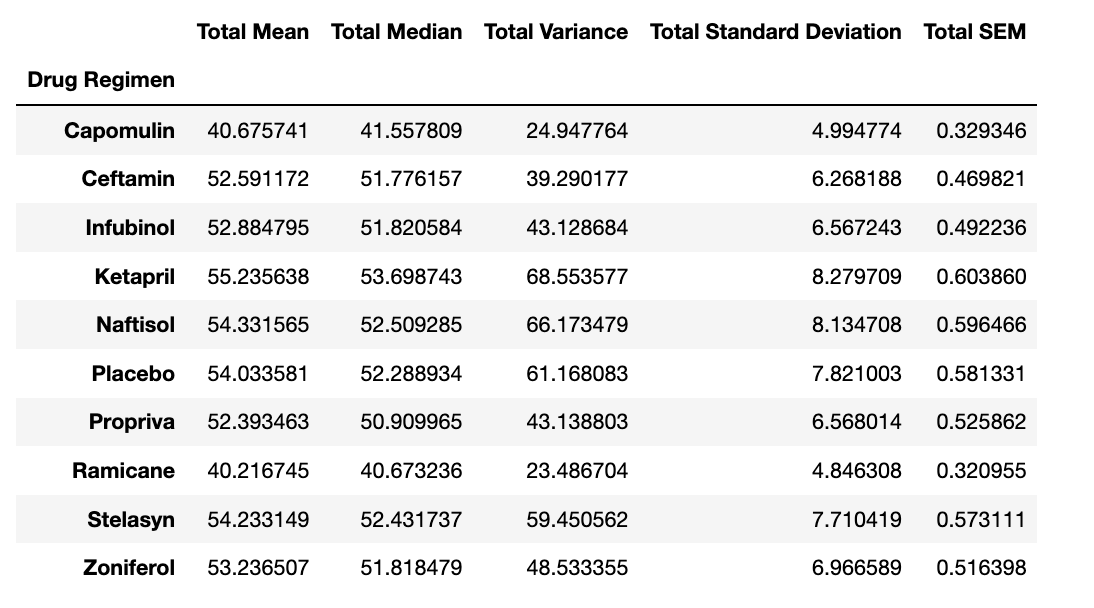 Total Mean Total Median Total Variance Total Standard Deviation Total SEM
Drug Regimen
Capomulin 40.675741 41.557809 24.947764 4.994774 0.329346
Ceftamin 52.591172 51.776157 39.290177 6.268188 0.469821
Infubinol 52.884795 51.820584 43.128684 6.567243 0.492236
Ketapril 55.235638 53.698743 68.553577 8.279709 0.603860
Naftisol 54.331565 52.509285 66.173479 8.134708 0.596466
Placebo 54.033581 52.288934 61.168083 7.821003 0.581331
Propriva 52.393463 50.909965 43.138803 6.568014 0.525862
Ramicane 40.216745 40.673236 23.486704 4.846308 0.320955
Stelasyn 54.233149 52.431737 59.450562 7.710419 0.573111
Zoniferol 53.236507 51.818479 48.533355 6.966589 0.516398